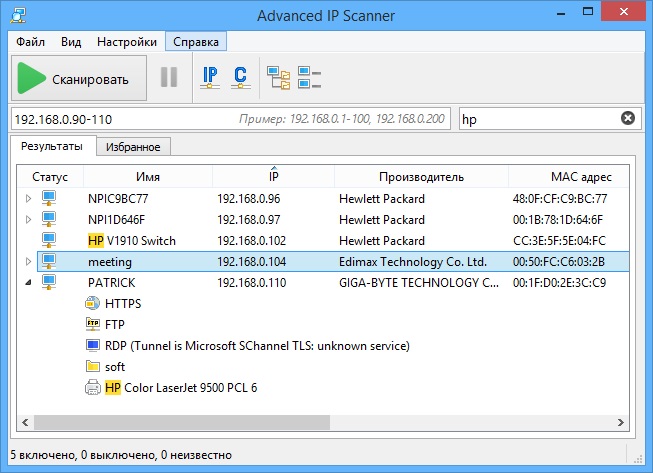 Advanced IP Scanner
Файл Вид Настройки Справка
Сканировать IP C
192.168.0.90-110 Пример: 192.168.0.1-100, 192.168.0.200 hp
Результаты Избранное
Статус Имя IP Производитель MAC адрес
NPIC9BC77 192.168.0.96 Hewlett Packard 48:0F:CF:C9:BC:77
NPI1D646F 192.168.0.97 Hewlett Packard 00:1B:78:1D:64:6F
HP V1910 Switch 192.168.0.102 Hewlett Packard CC:3E:5F:5E:04:FC
meeting 192.168.0.104 Edimax Technology Co. Ltd. 00:50:FC:C6:03:2B
PATRICK 192.168.0.110 GIGA-BYTE TECHNOLOGY C... 00:1F:D0:2E:3C:C9
HTTPS
FTP FTP
RDP (Tunnel is Microsoft SChannel TLS: unknown service)
soft
HP Color LaserJet 9500 PCL 6
5 включено, 0 выключено, 0 неизвестно